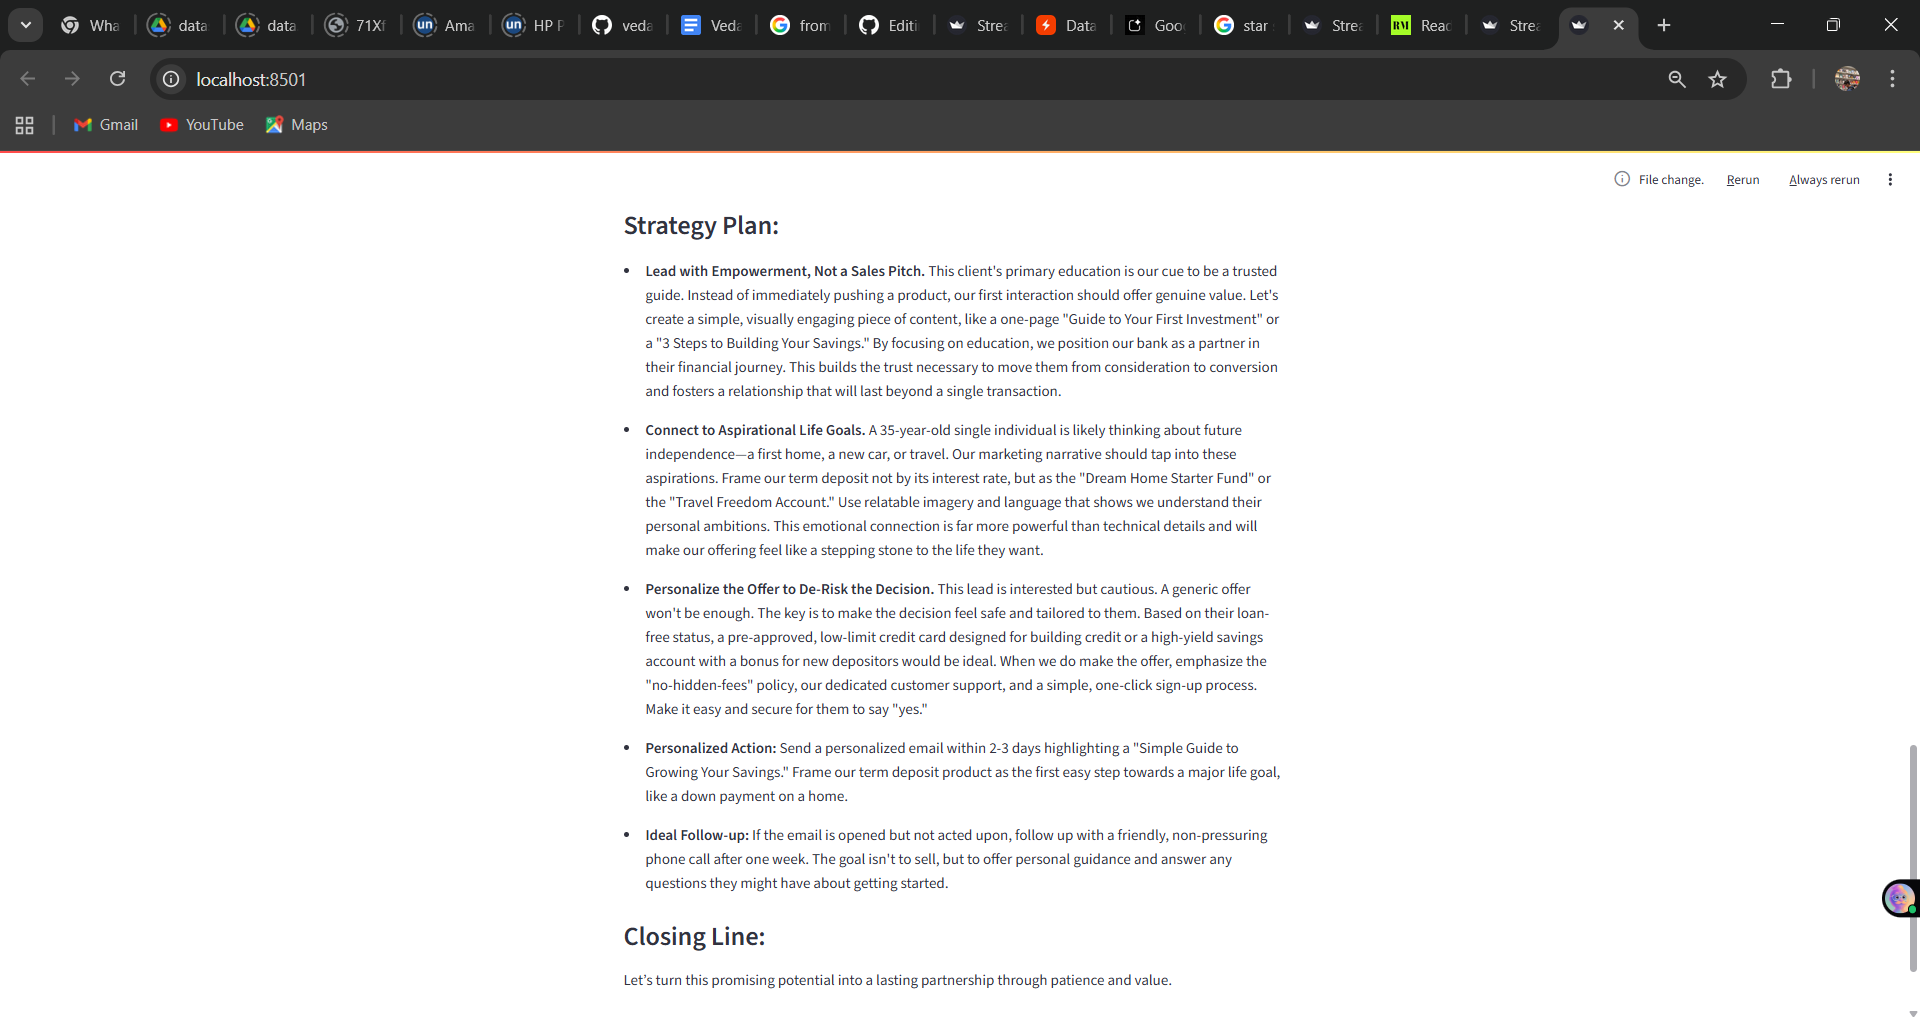 Wha
data
data
71Xf
Ama
HP P
veda
Veda
from
Editi
Strea
Data
Goo
star
Strea
Reac
Strea
localhost:8501
Gmail
YouTube
Maps
File change.
Rerun
Always rerun
Strategy Plan:
• Lead with Empowerment, Not a Sales Pitch. This client's primary education is our cue to be a trusted
guide. Instead of immediately pushing a product, our first interaction should offer genuine value. Let's
create a simple, visually engaging piece of content, like a one-page "Guide to Your First Investment" or
a "3 Steps to Building Your Savings." By focusing on education, we position our bank as a partner in
their financial journey. This builds the trust necessary to move them from consideration to conversion
and fosters a relationship that will last beyond a single transaction.
• Connect to Aspirational Life Goals. A 35-year-old single individual is likely thinking about future
independence—a first home, a new car, or travel. Our marketing narrative should tap into these
aspirations. Frame our term deposit not by its interest rate, but as the "Dream Home Starter Fund" or
the "Travel Freedom Account." Use relatable imagery and language that shows we understand their
personal ambitions. This emotional connection is far more powerful than technical details and will
make our offering feel like a stepping stone to the life they want.
• Personalize the Offer to De-Risk the Decision. This lead is interested but cautious. A generic offer
won't be enough. The key is to make the decision feel safe and tailored to them. Based on their loan-
free status, a pre-approved, low-limit credit card designed for building credit or a high-yield savings
account with a bonus for new depositors would be ideal. When we do make the offer, emphasize the
"no-hidden-fees" policy, our dedicated customer support, and a simple, one-click sign-up process.
Make it easy and secure for them to say "yes."
• Personalized Action: Send a personalized email within 2-3 days highlighting a "Simple Guide to
Growing Your Savings." Frame our term deposit product as the first easy step towards a major life goal,
like a down payment on a home.
• Ideal Follow-up: If the email is opened but not acted upon, follow up with a friendly, non-pressuring
phone call after one week. The goal isn't to sell, but to offer personal guidance and answer any
questions they might have about getting started.
Closing Line:
Let’s turn this promising potential into a lasting partnership through patience and value.